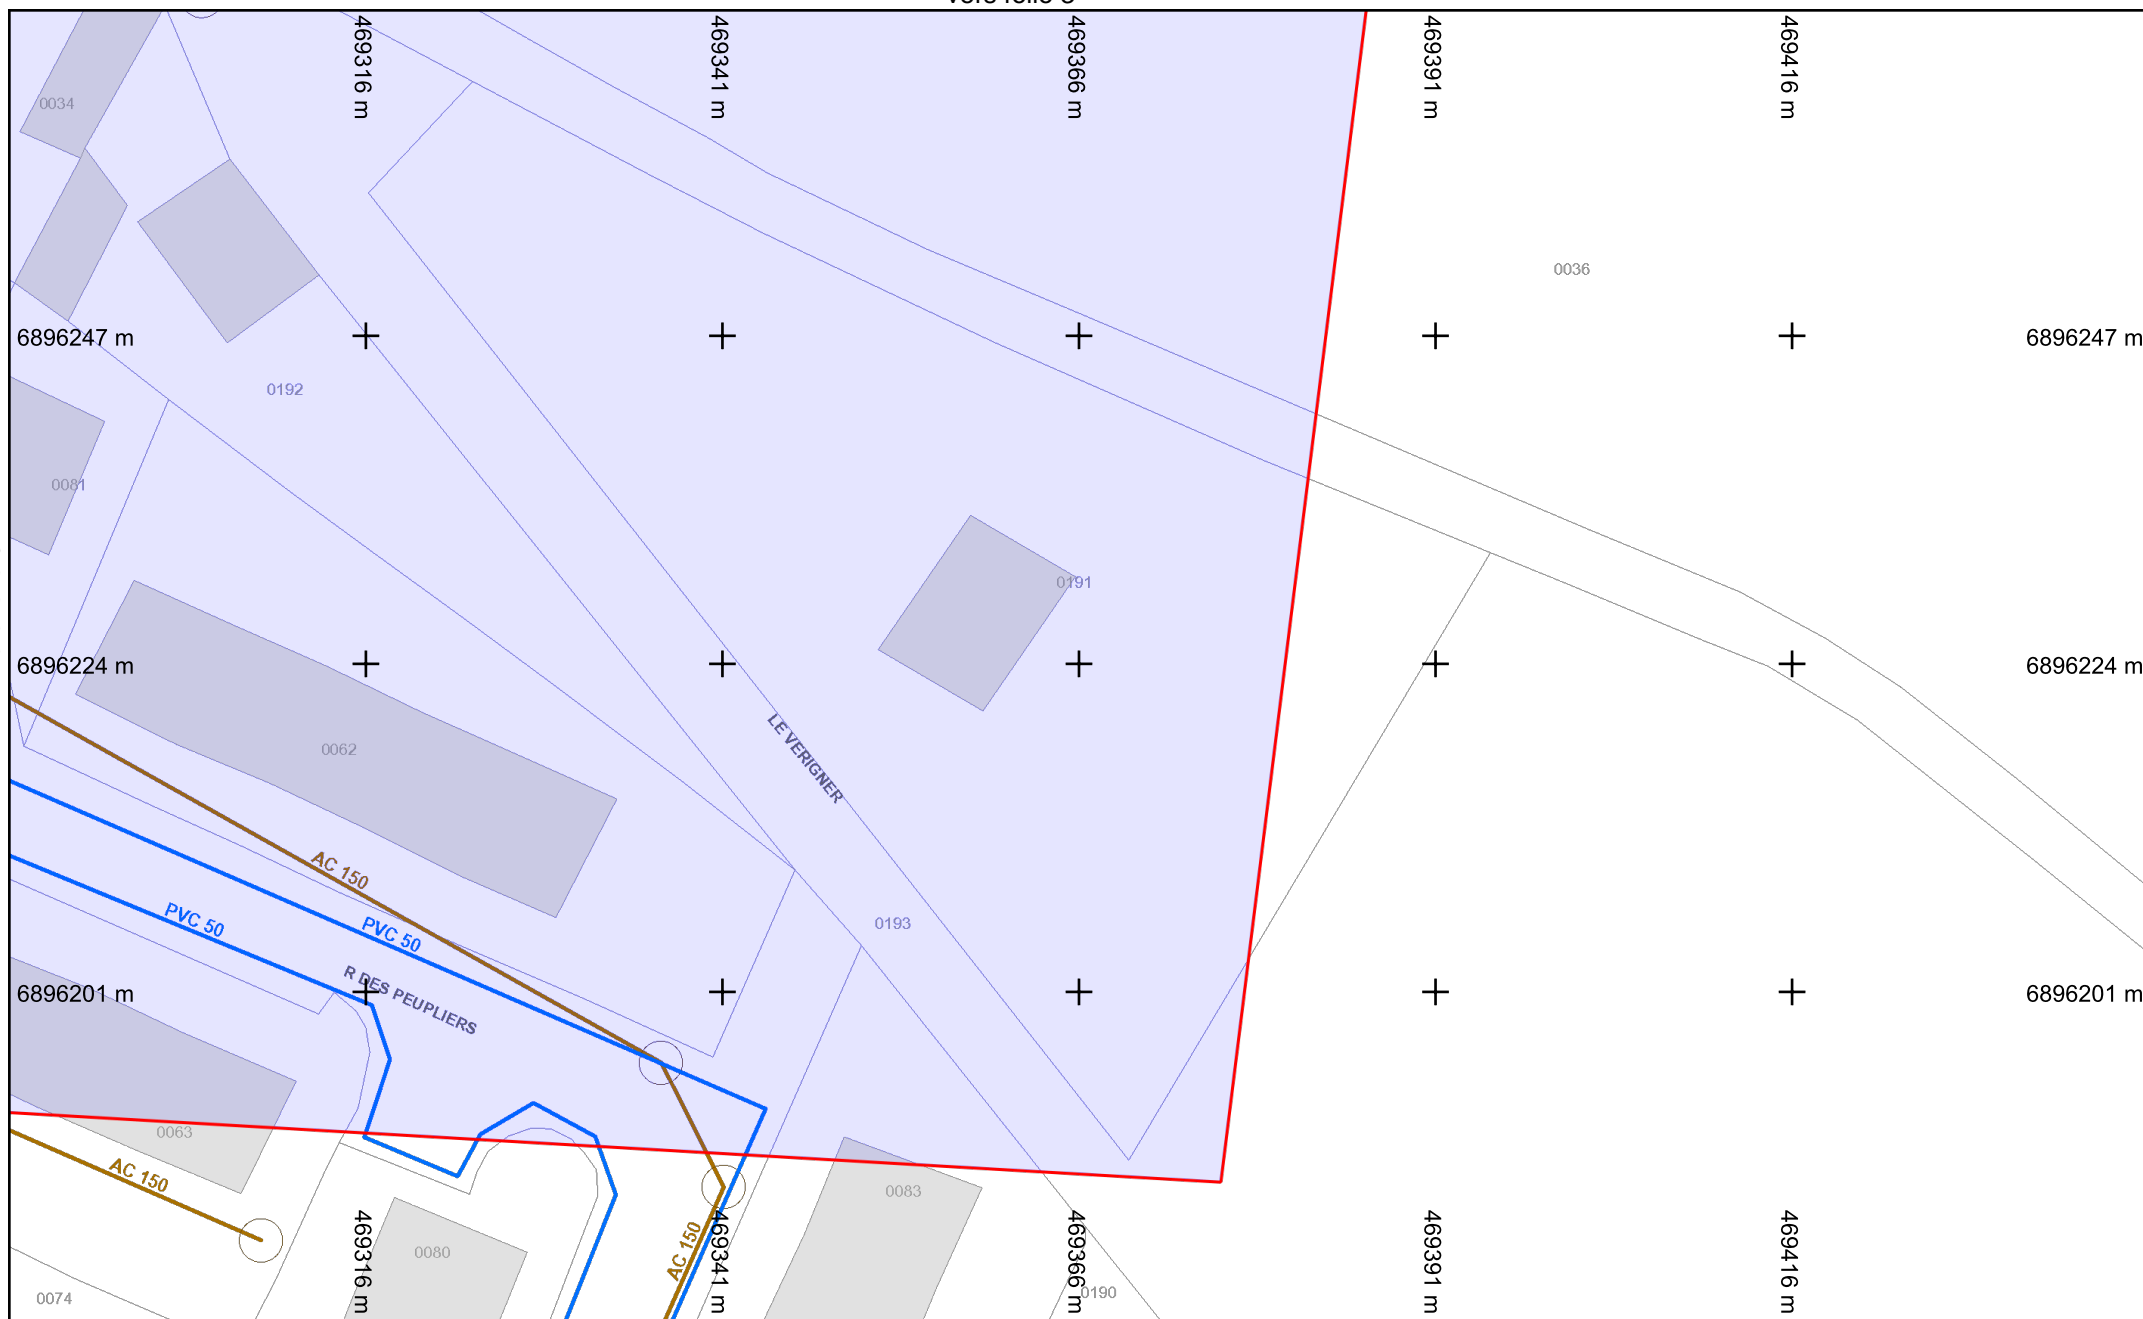 469316 m
469341 m
469366 m
469391 m
469416 m
0034
0036
6896247 m
6896247 m
0192
0081
0191
6896224 m
6896224 m
LE VERIGNER
0062
AC 150
PVC 50
PVC 50
0193
R DES PEUPLIERS
6896201 m
6896201 m
0063
AC 150
0083
AC 150
0080
0074
0190
469316 m
469341 m
469366 m
469391 m
469416 m